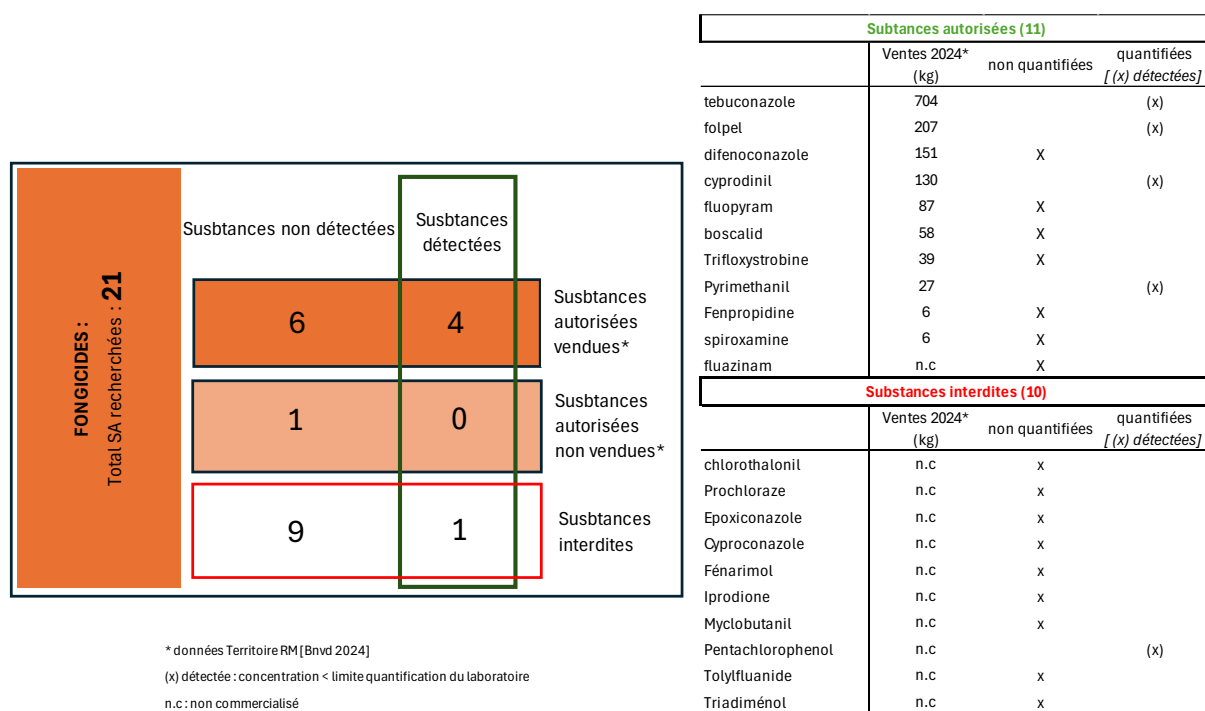 FONGICIDES :
Total SA recherchées : 21
Susbtances non détectées
Susbtances
détectées
6 4
Susbtances
autorisées
vendues*
1 0
Susbtances
autorisées
non vendues*
9 1
Susbtances
interdites
* données Territoire RM [Bnvd 2024]
(x) détectée : concentration < limite quantification du laboratoire
n.c : non commercialisé
Subtances autorisées (11)
Ventes 2024*
(kg)
non quantifiées
quantifiées
[ (x) détectées]
tebuconazole 704 (x)
folpel 207 (x)
difenoconazole 151 X
cyprodinil 130 (x)
fluopyram 87 X
boscalid 58 X
Trifloxystrobine 39 X
Pyrimethanil 27 (x)
Fenpropidine 6 X
spiroxamine 6 X
fluazinam n.c X
Substances interdites (10)
Ventes 2024*
(kg)
non quantifiées
quantifiées
[ (x) détectées]
chlorothalonil n.c x
Prochloraze n.c x
Epoxiconazole n.c x
Cyproconazole n.c x
Fénarimol n.c x
Iprodione n.c x
Myclobutanil n.c x
Pentachlorophenol n.c (x)
Tolylfluanide n.c x
Triadiménol n.c x